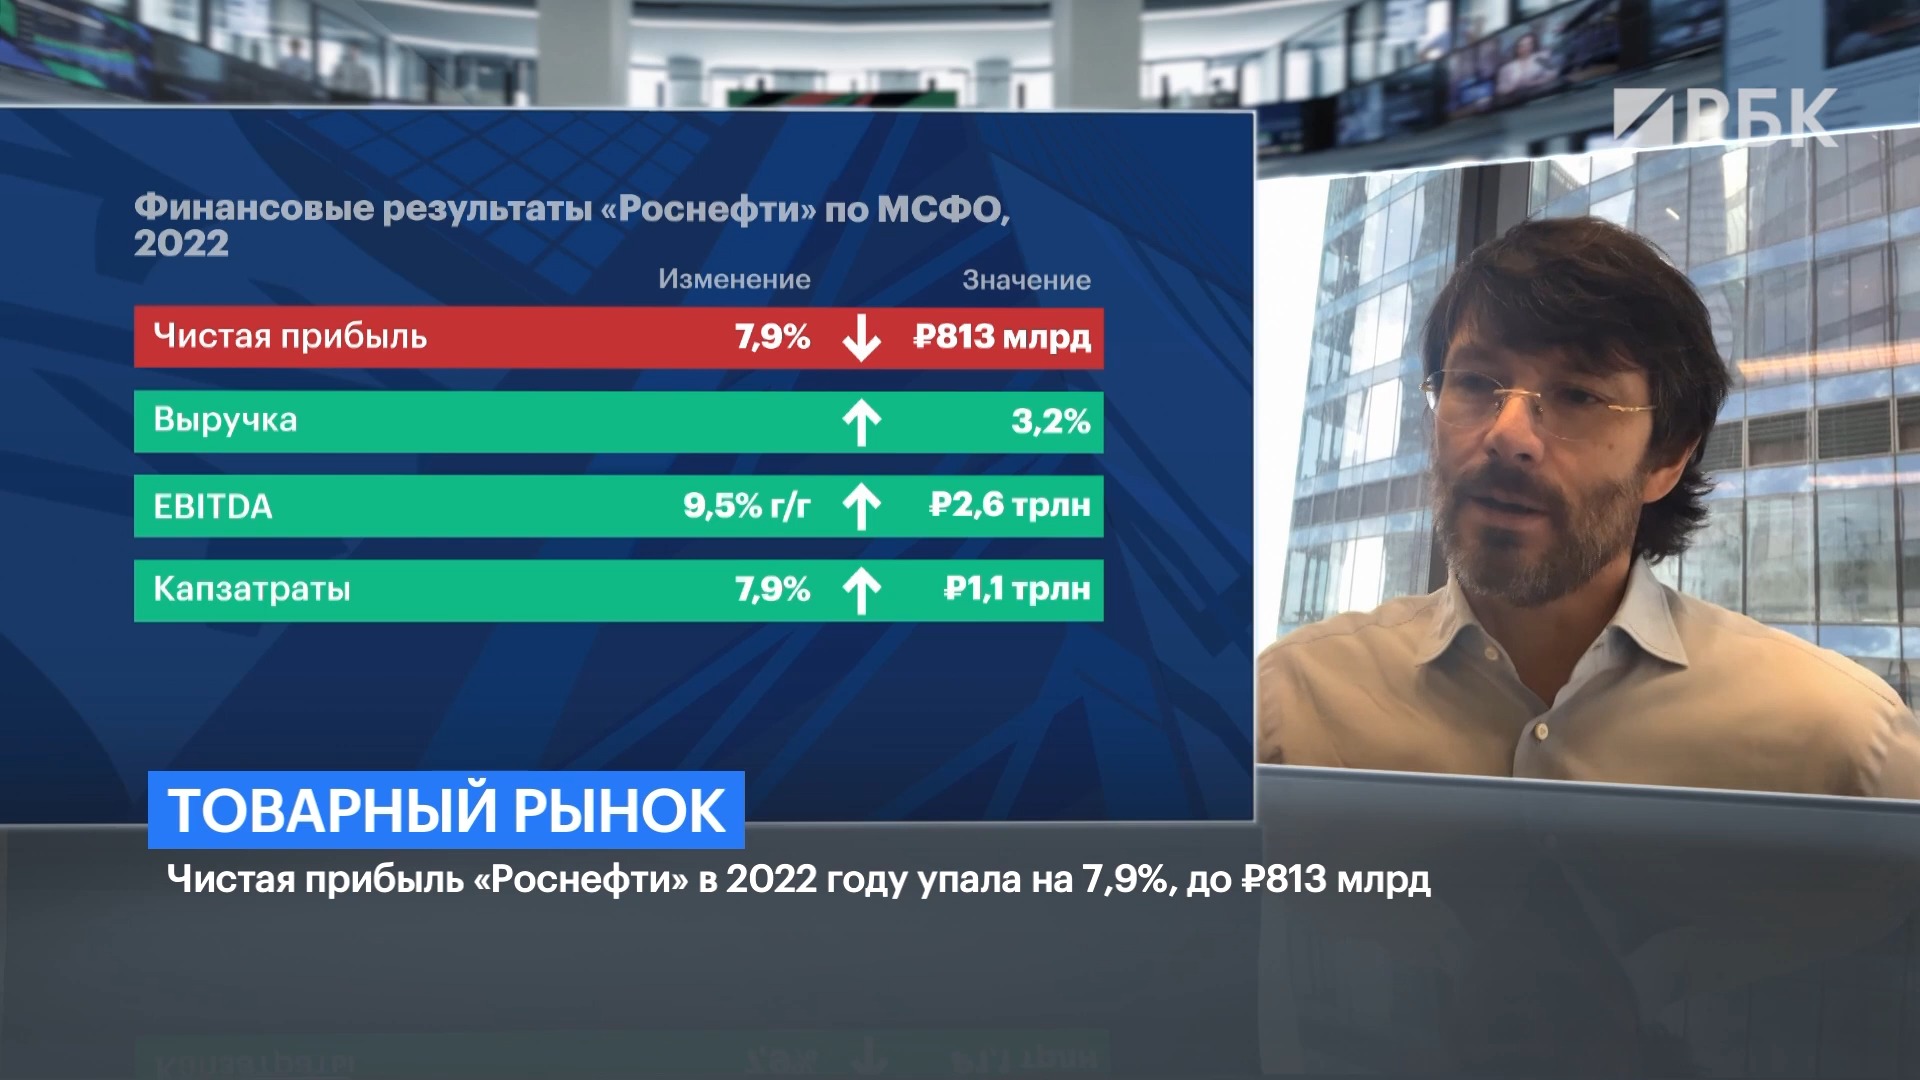 РБК
Финансовые результаты «Роснефти» по МСФО,
2022
Изменение Значение
Чистая прибыль 7,9% ↓ ₽813 млрд
Выручка ↑ 3,2%
EBITDA 9,5% г/г ↑ ₽2,6 трлн
Капзатраты 7,9% ↑ ₽1,1 трлн
ТОВАРНЫЙ РЫНОК
Чистая прибыль «Роснефти» в 2022 году упала на 7,9%, до ₽813 млрд